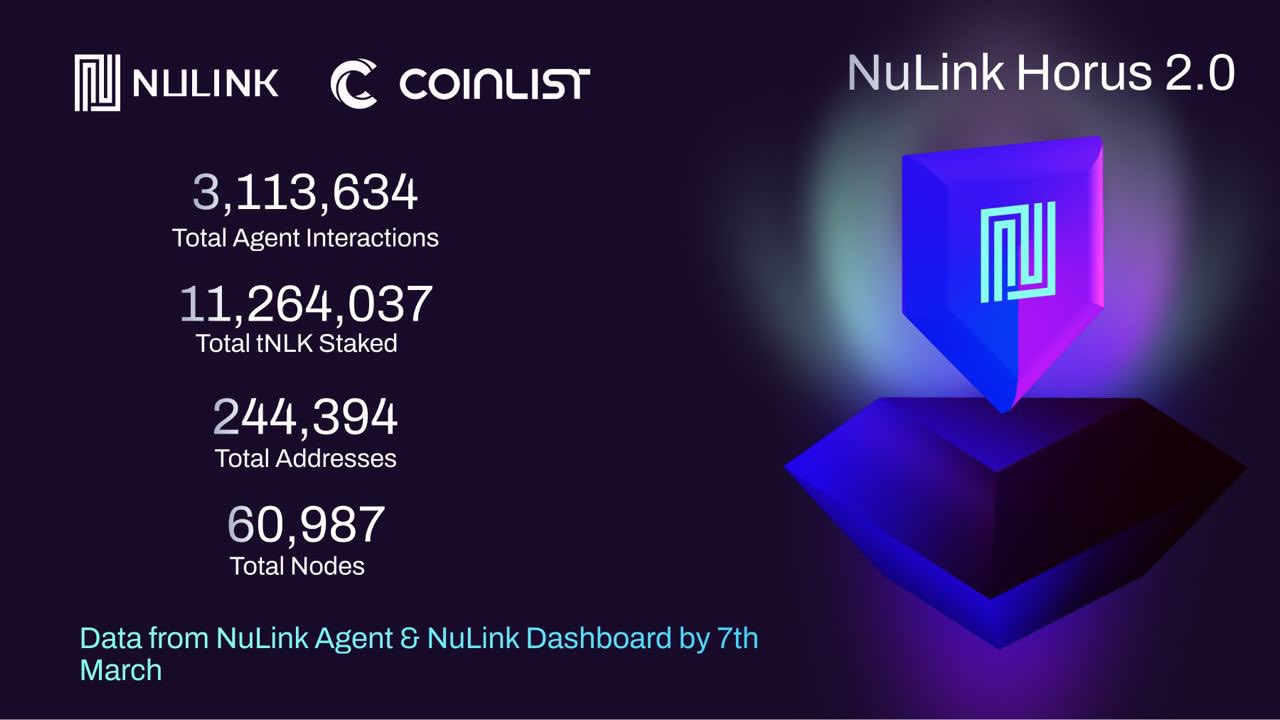 NULINK COINLIST
NuLink Horus 2.0
3,113,634
Total Agent Interactions
11,264,037
Total tNLK Staked
244,394
Total Addresses
60,987
Total Nodes
Data from NuLink Agent & NuLink Dashboard by 7th
March